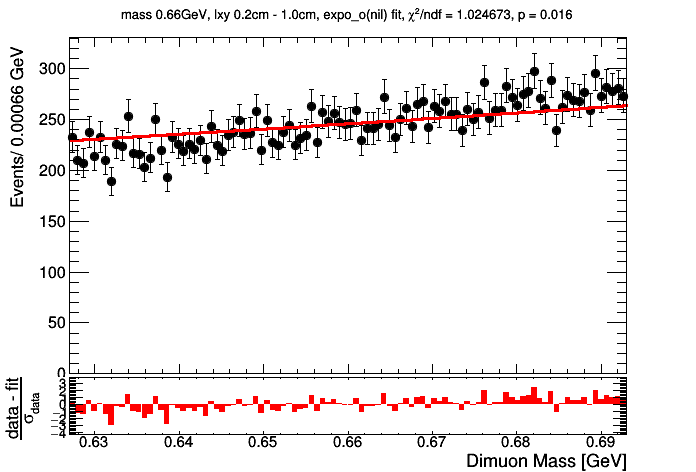 mass 0.66GeV, lxy 0.2cm - 1.0cm, expo_o(nil) fit, χ²/ndf = 1.024673, p = 0.016
Events/ 0.00066 GeV
300
250
200
150
100
50
0
data - fit
σdata
3
2
1
0
−1
−2
−3
−4
0.63 0.64 0.65 0.66 0.67 0.68 0.69
Dimuon Mass [GeV]